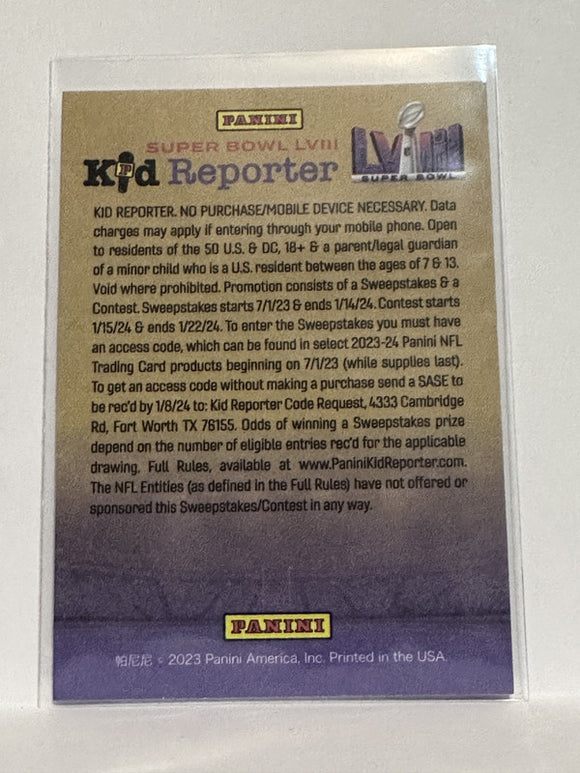 PANINI
SUPER BOWL LVIII
Kid Reporter
LVIII
SUPER BOWL
KID REPORTER. NO PURCHASE/MOBILE DEVICE NECESSARY. Data
charges may apply if entering through your mobile phone. Open
to residents of the 50 U.S. & DC, 18+ & a parent/legal guardian
of a minor child who is a U.S. resident between the ages of 7 & 13.
Void where prohibited. Promotion consists of a Sweepstakes & a
Contest. Sweepstakes starts 7/1/23 & ends 1/14/24. Contest starts
1/15/24 & ends 1/22/24. To enter the Sweepstakes you must have
an access code, which can be found in select 2023-24 Panini NFL
Trading Card products beginning on 7/1/23 (while supplies last).
To get an access code without making a purchase send a SASE to
be rec'd by 1/8/24 to: Kid Reporter Code Request, 4333 Cambridge
Rd, Fort Worth TX 76155. Odds of winning a Sweepstakes prize
depend on the number of eligible entries rec'd for the applicable
drawing. Full Rules, available at www.PaniniKidReporter.com.
The NFL Entities (as defined in the Full Rules) have not offered or
sponsored this Sweepstakes/Contest in any way.
PANINI
帕尼尼 © 2023 Panini America, Inc. Printed in the USA.